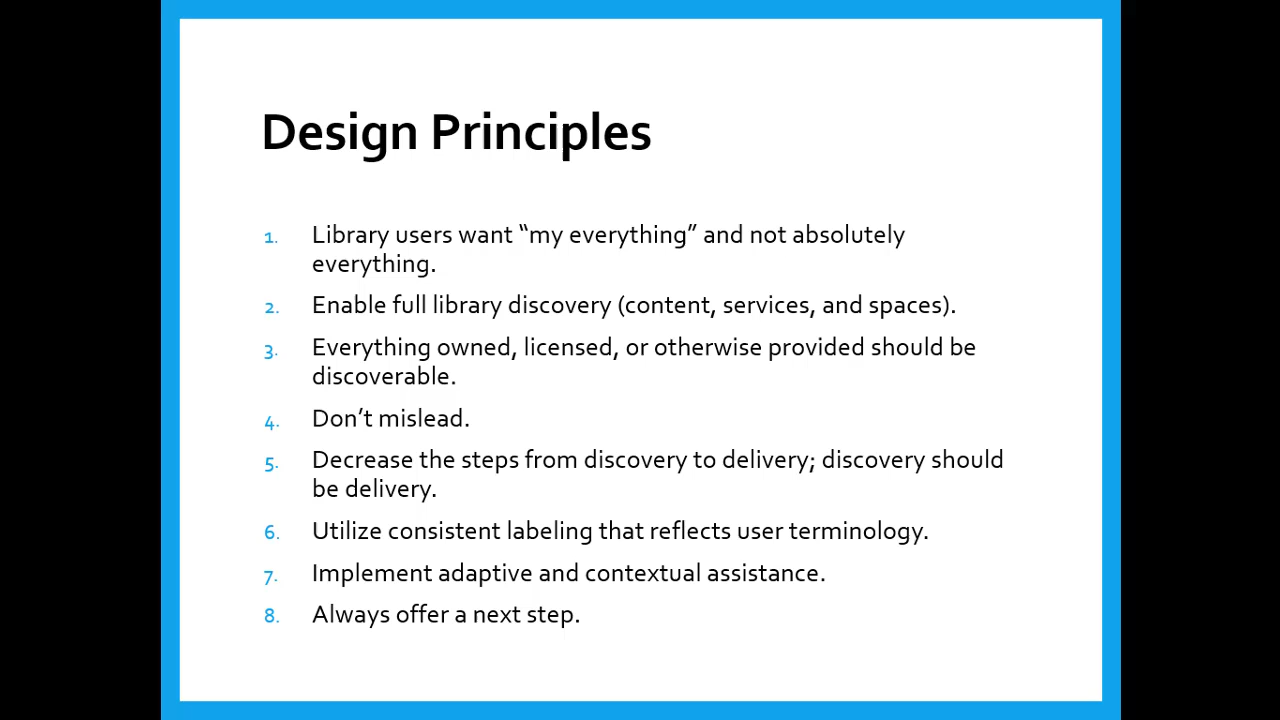 Design Principles
1. Library users want “my everything” and not absolutely
everything.
2. Enable full library discovery (content, services, and spaces).
3. Everything owned, licensed, or otherwise provided should be
discoverable.
4. Don’t mislead.
5. Decrease the steps from discovery to delivery; discovery should
be delivery.
6. Utilize consistent labeling that reflects user terminology.
7. Implement adaptive and contextual assistance.
8. Always offer a next step.